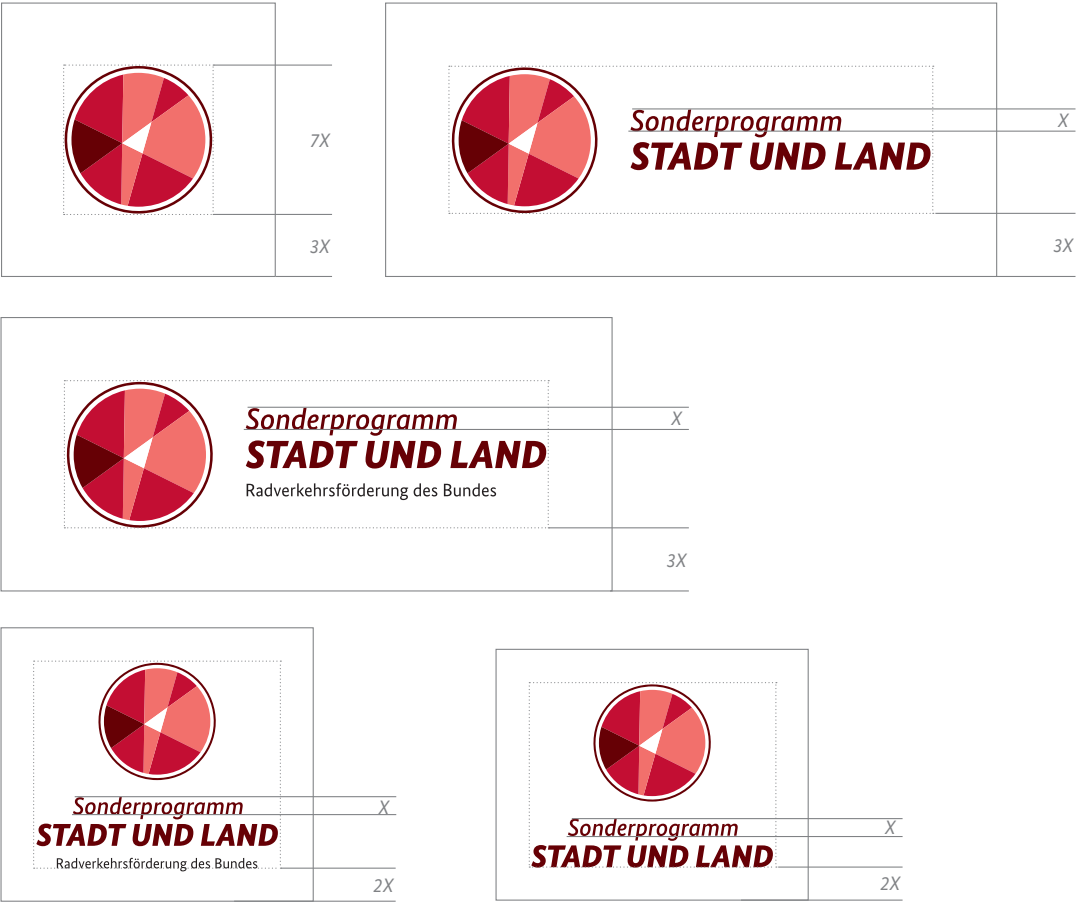 7X
3X
Sonderprogramm
STADT UND LAND
X
3X
Sonderprogramm
STADT UND LAND
Radverkehrsförderung des Bundes
X
3X
Sonderprogramm
STADT UND LAND
Radverkehrsförderung des Bundes
X
2X
Sonderprogramm
STADT UND LAND
X
2X